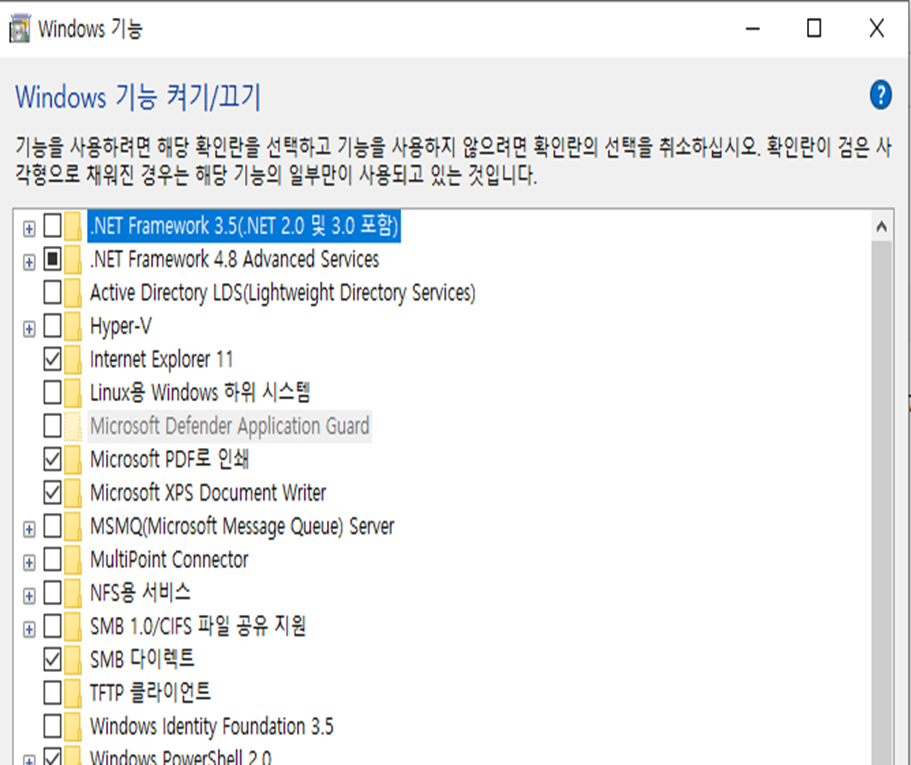 Windows 기능
Windows 기능 켜기/끄기
기능을 사용하려면 해당 확인란을 선택하고 기능을 사용하지 않으려면 확인란의 선택을 취소하십시오. 확인란이 검은 사
각형으로 채워진 경우는 해당 기능의 일부만이 사용되고 있는 것입니다.
.NET Framework 3.5(.NET 2.0 및 3.0 포함)
.NET Framework 4.8 Advanced Services
Active Directory LDS(Lightweight Directory Services)
Hyper-V
Internet Explorer 11
Linux용 Windows 하위 시스템
Microsoft Defender Application Guard
Microsoft PDF로 인쇄
Microsoft XPS Document Writer
MSMQ(Microsoft Message Queue) Server
MultiPoint Connector
NFS용 서비스
SMB 1.0/CIFS 파일 공유 지원
SMB 다이렉트
TFTP 클라이언트
Windows Identity Foundation 3.5
Windows PowerShell 2.0